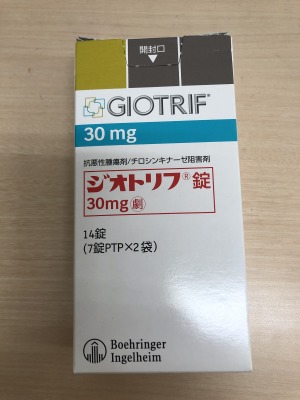 開封口
GIOTRIF®
30 mg
抗悪性腫瘍剤/チロシンキナーゼ阻害剤
ジオトリフ®錠
30mg 劇
14錠
(7錠PTP×2袋)
Boehringer
Ingelheim